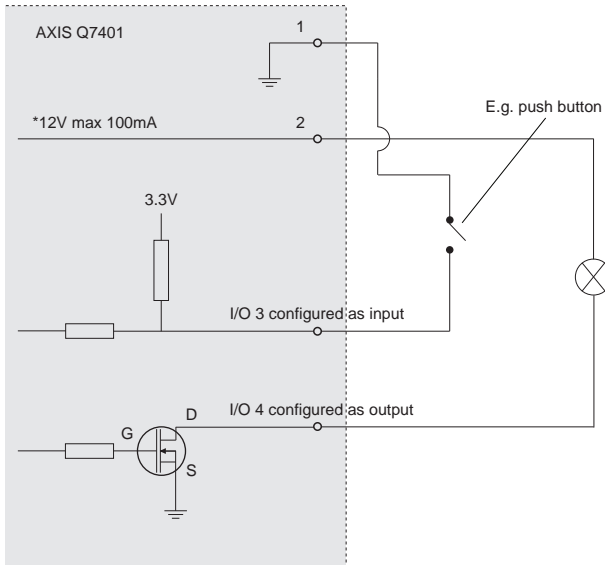 AXIS Q7401
1
*12V max 100mA
2
E.g. push button
3.3V
I/O 3 configured as input
I/O 4 configured as output
D
G
S